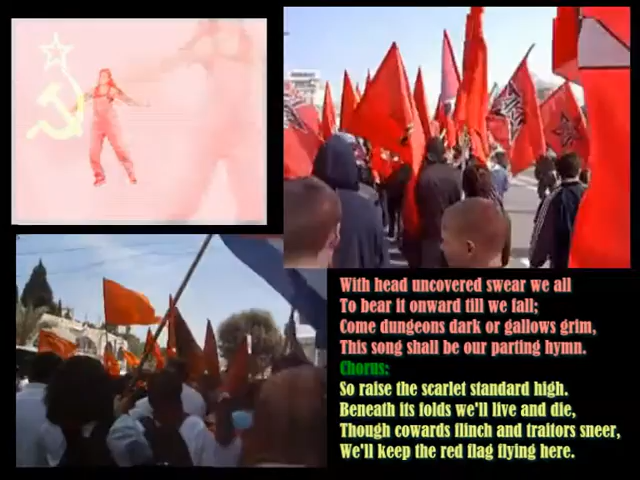 With head uncovered swear we all
To bear it onward till we fall;
Come dungeons dark or gallows grim,
This song shall be our parting hymn.
Chorus:
So raise the scarlet standard high.
Beneath its folds we'll live and die,
Though cowards flinch and traitors sneer,
We'll keep the red flag flying here.